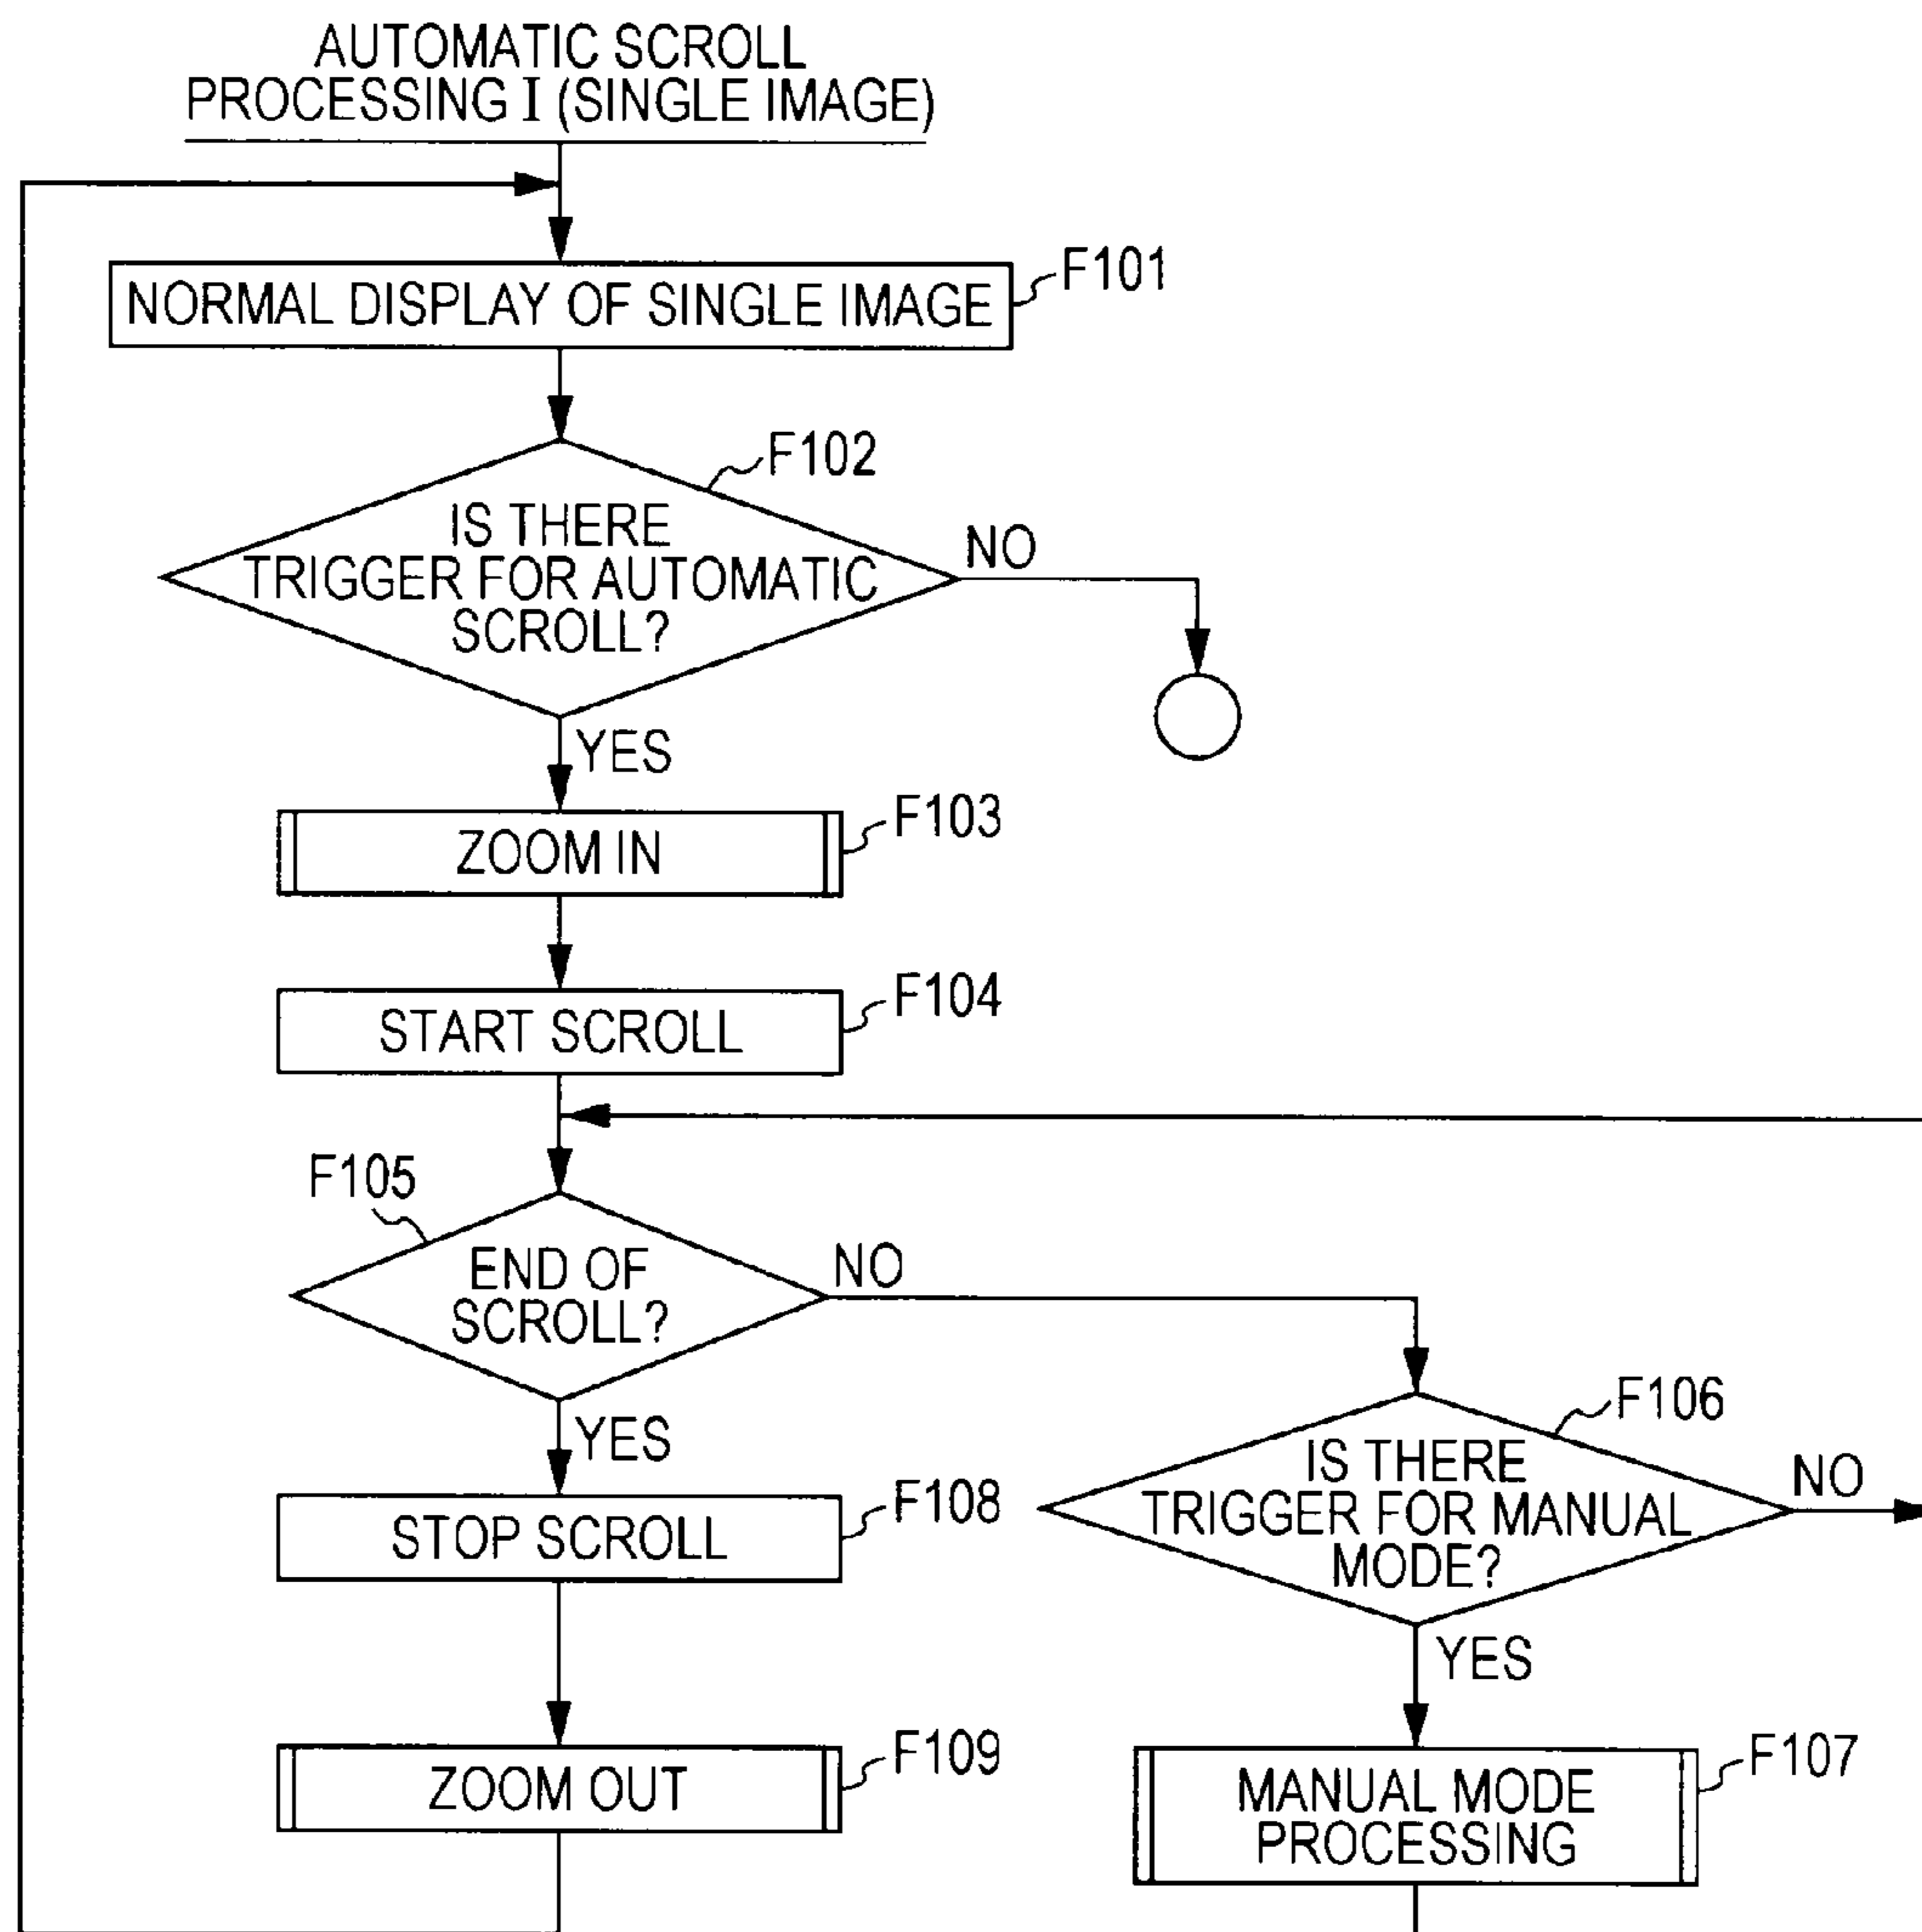 AUTOMATIC SCROLL
PROCESSING I (SINGLE IMAGE)
NORMAL DISPLAY OF SINGLE IMAGE
F101
F102
IS THERE
TRIGGER FOR AUTOMATIC
SCROLL?
NO
YES
ZOOM IN
F103
START SCROLL
F104
F105
END OF
SCROLL?
NO
YES
F106
IS THERE
TRIGGER FOR MANUAL
MODE?
NO
YES
STOP SCROLL
F108
ZOOM OUT
F109
MANUAL MODE
PROCESSING
F107